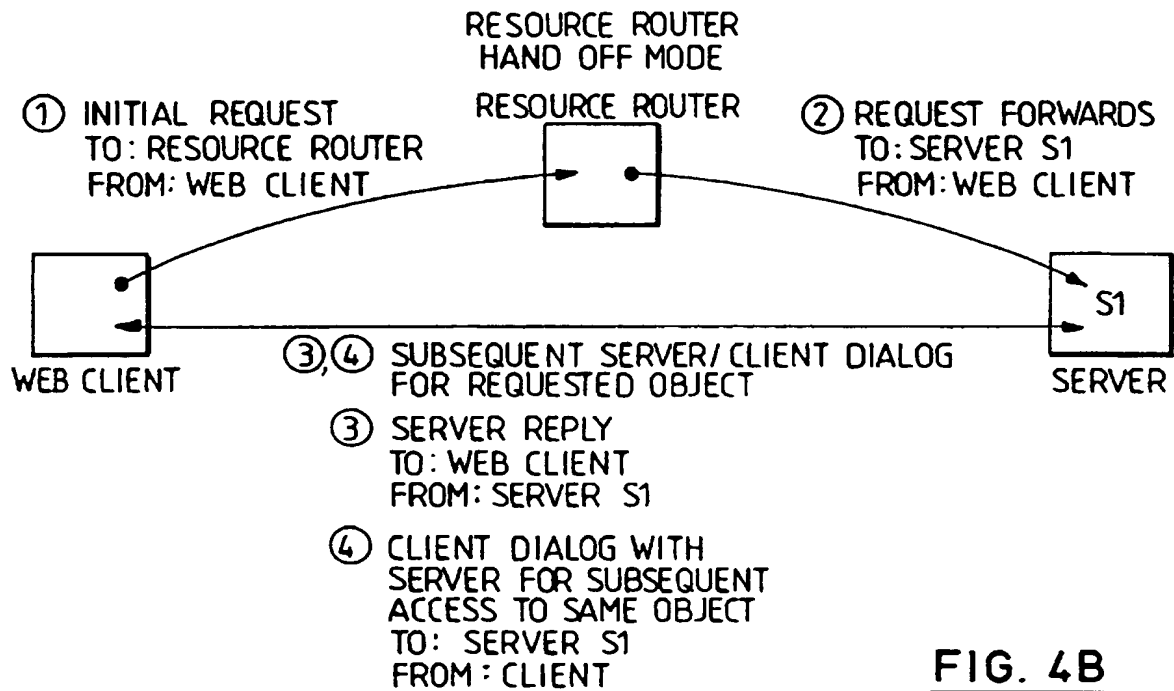 RESOURCE ROUTER
HAND OFF MODE
RESOURCE ROUTER
① INITIAL REQUEST
TO: RESOURCE ROUTER
FROM: WEB CLIENT
② REQUEST FORWARDS
TO: SERVER S1
FROM: WEB CLIENT
S1
WEB CLIENT
SERVER
③,④ SUBSEQUENT SERVER/CLIENT DIALOG
FOR REQUESTED OBJECT
③ SERVER REPLY
TO: WEB CLIENT
FROM: SERVER S1
④ CLIENT DIALOG WITH
SERVER FOR SUBSEQUENT
ACCESS TO SAME OBJECT
TO: SERVER S1
FROM: CLIENT
FIG. 4B